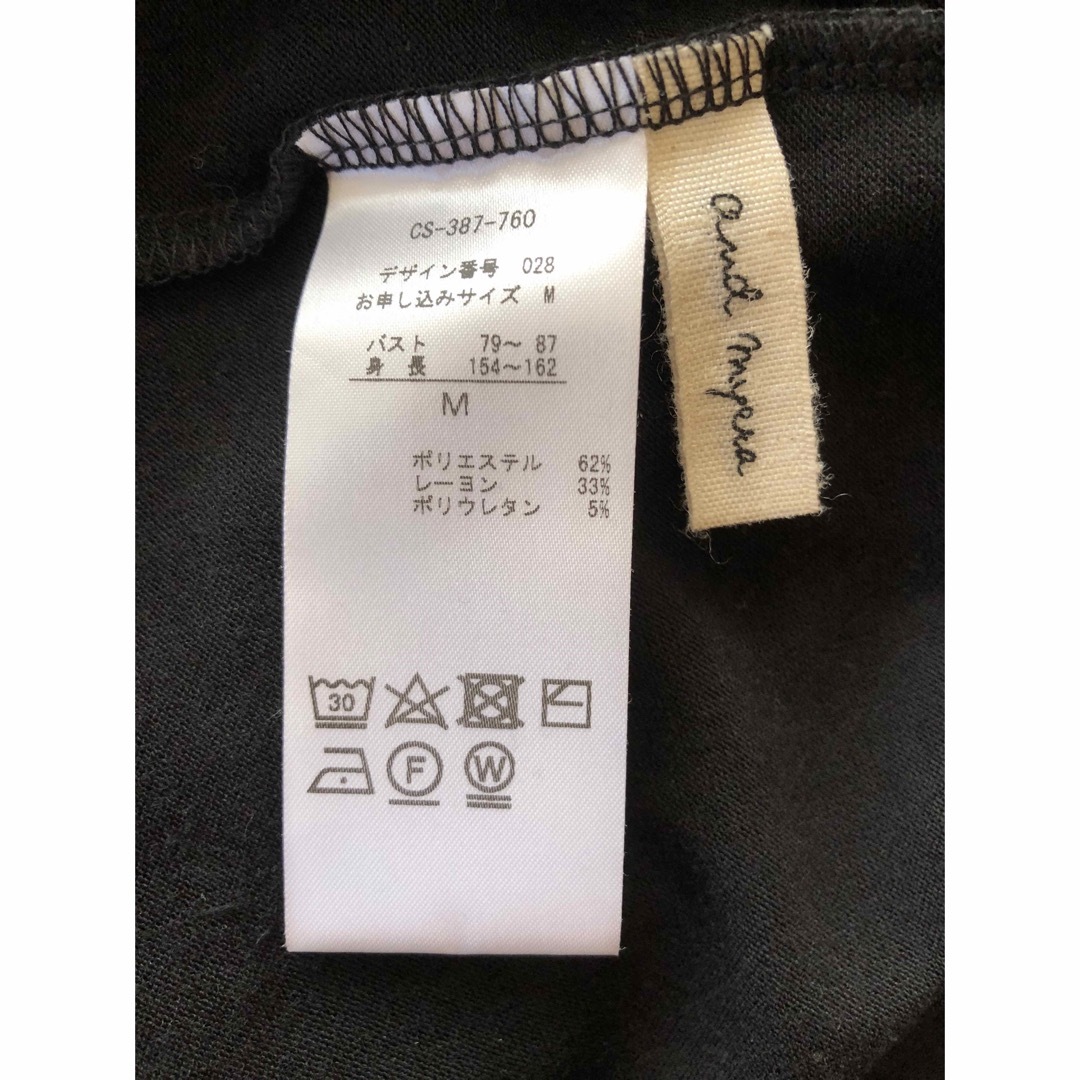 CS-387-760
デザイン番号 028
お申し込みサイズ M
バスト 79〜 87
身 長 154〜162
M
ポリエステル 62%
レーヨン 33%
ポリウレタン 5%
30
F
W
and myera